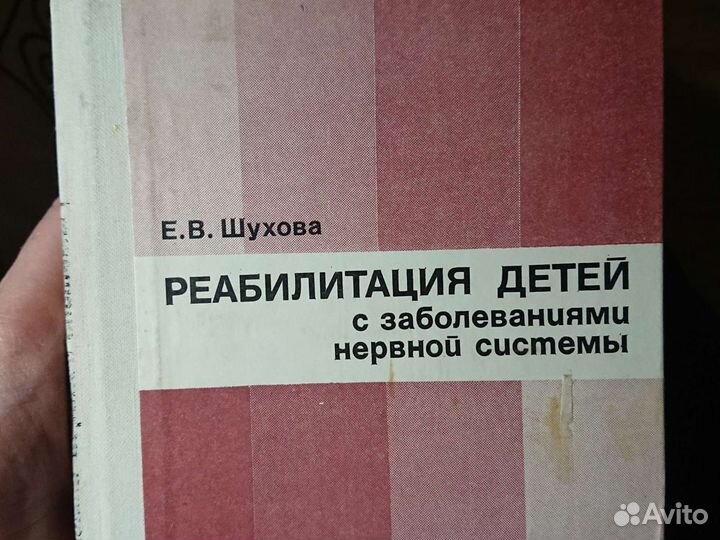 Е.В. Шухова
РЕАБИЛИТАЦИЯ ДЕТЕЙ
с заболеваниями
нервной системы
Avito